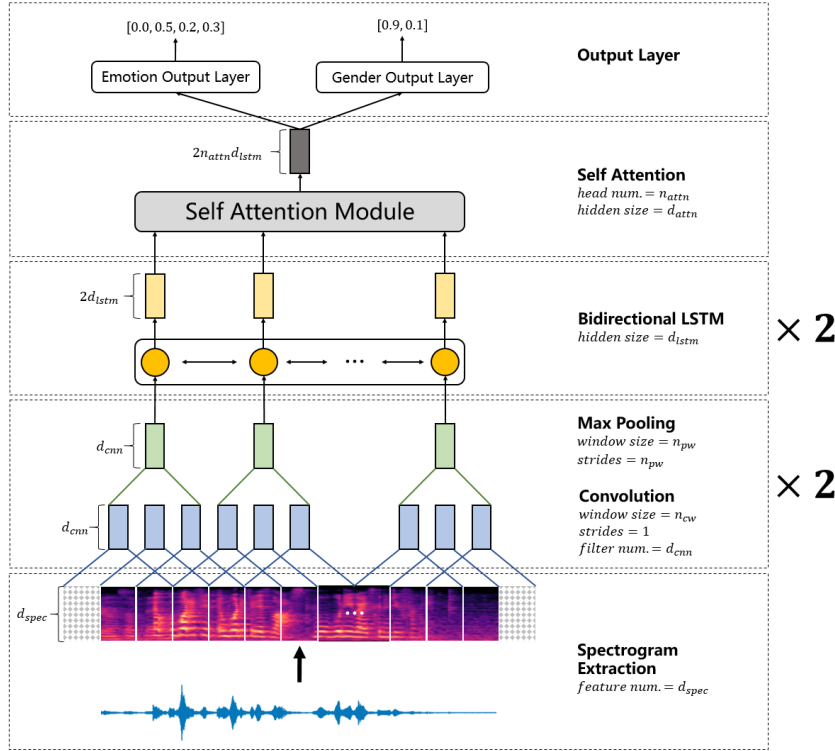 [0.0, 0.5, 0.2, 0.3]
[0.9, 0.1]
Emotion Output Layer
Gender Output Layer
Output Layer
2n_attn d_lstm
Self Attention Module
Self Attention
head num. = n_attn
hidden size = d_attn
2d_lstm
...
Bidirectional LSTM
hidden size = d_lstm
× 2
d_cnn
Max Pooling
window size = n_pw
strides = n_pw
× 2
d_cnn
Convolution
window size = n_cw
strides = 1
filter num. = d_cnn
d_spec
...
Spectrogram
Extraction
feature num. = d_spec